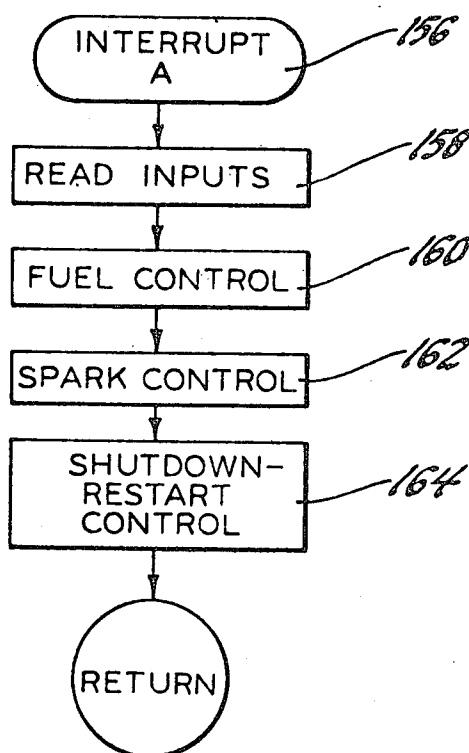 INTERRUPT
A
156
READ INPUTS
158
FUEL CONTROL
160
SPARK CONTROL
162
SHUTDOWN-
RESTART
CONTROL
164
RETURN